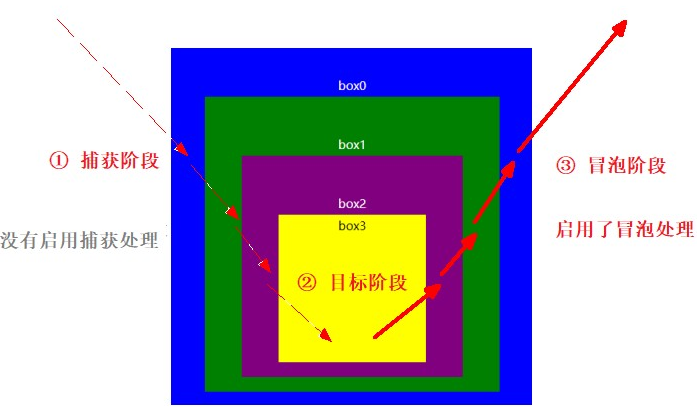 box0
box1
① 捕获阶段
③ 冒泡阶段
box2
box3
没有启用捕获处理
启用了冒泡处理
② 目标阶段